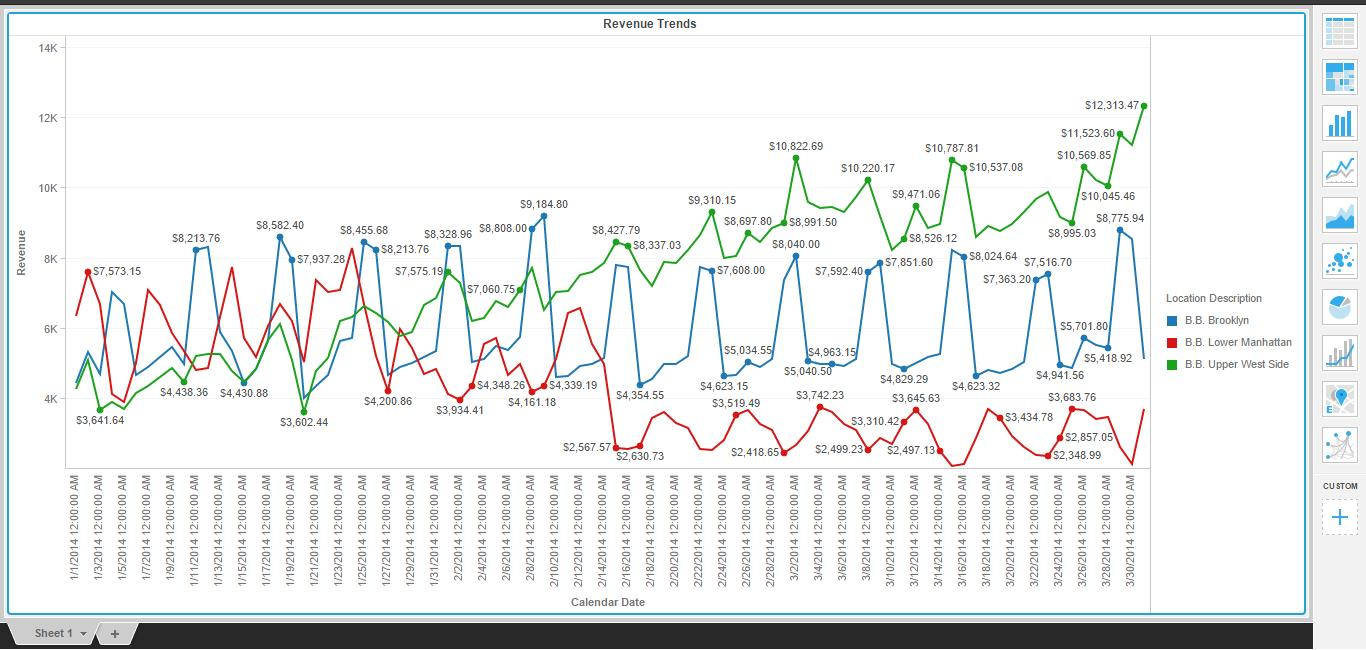 Revenue Trends
Revenue
14K
12K
10K
8K
6K
4K
$7,573.15
$3,641.64
$4,438.36
$8,213.76
$4,430.88
$8,582.40
$7,937.28
$3,602.44
$8,455.68
$8,213.76
$4,200.86
$8,328.96
$7,575.19
$3,934.41
$4,348.26
$7,060.75
$8,808.00
$9,184.80
$4,161.18
$4,339.19
$8,427.79
$8,337.03
$2,567.57
$2,630.73
$4,354.55
$9,310.15
$7,608.00
$4,623.15
$8,697.80
$5,034.55
$3,519.49
$2,418.65
$8,991.50
$10,822.69
$8,040.00
$5,040.50
$4,963.15
$3,742.23
$10,220.17
$7,592.40
$7,851.60
$2,499.23
$3,310.42
$8,526.12
$4,829.29
$9,471.06
$3,645.63
$2,497.13
$10,787.81
$10,537.08
$8,024.64
$4,623.32
$3,434.78
$7,363.20
$7,516.70
$2,348.99
$2,857.05
$4,941.56
$8,995.03
$3,683.76
$10,569.85
$5,701.80
$10,045.46
$5,418.92
$11,523.60
$8,775.94
$12,313.47
1/1/2014 12:00:00 AM
1/3/2014 12:00:00 AM
1/5/2014 12:00:00 AM
1/7/2014 12:00:00 AM
1/9/2014 12:00:00 AM
1/11/2014 12:00:00 AM
1/13/2014 12:00:00 AM
1/15/2014 12:00:00 AM
1/17/2014 12:00:00 AM
1/19/2014 12:00:00 AM
1/21/2014 12:00:00 AM
1/23/2014 12:00:00 AM
1/25/2014 12:00:00 AM
1/27/2014 12:00:00 AM
1/29/2014 12:00:00 AM
1/31/2014 12:00:00 AM
2/2/2014 12:00:00 AM
2/4/2014 12:00:00 AM
2/6/2014 12:00:00 AM
2/8/2014 12:00:00 AM
2/10/2014 12:00:00 AM
2/12/2014 12:00:00 AM
2/14/2014 12:00:00 AM
2/16/2014 12:00:00 AM
2/18/2014 12:00:00 AM
2/20/2014 12:00:00 AM
2/22/2014 12:00:00 AM
2/24/2014 12:00:00 AM
2/26/2014 12:00:00 AM
2/28/2014 12:00:00 AM
3/2/2014 12:00:00 AM
3/4/2014 12:00:00 AM
3/6/2014 12:00:00 AM
3/8/2014 12:00:00 AM
3/10/2014 12:00:00 AM
3/12/2014 12:00:00 AM
3/14/2014 12:00:00 AM
3/16/2014 12:00:00 AM
3/18/2014 12:00:00 AM
3/20/2014 12:00:00 AM
3/22/2014 12:00:00 AM
3/24/2014 12:00:00 AM
3/26/2014 12:00:00 AM
3/28/2014 12:00:00 AM
3/30/2014 12:00:00 AM
Calendar Date
Location Description
B.B. Brooklyn
B.B. Lower Manhattan
B.B. Upper West Side
E
CUSTOM
Sheet 1